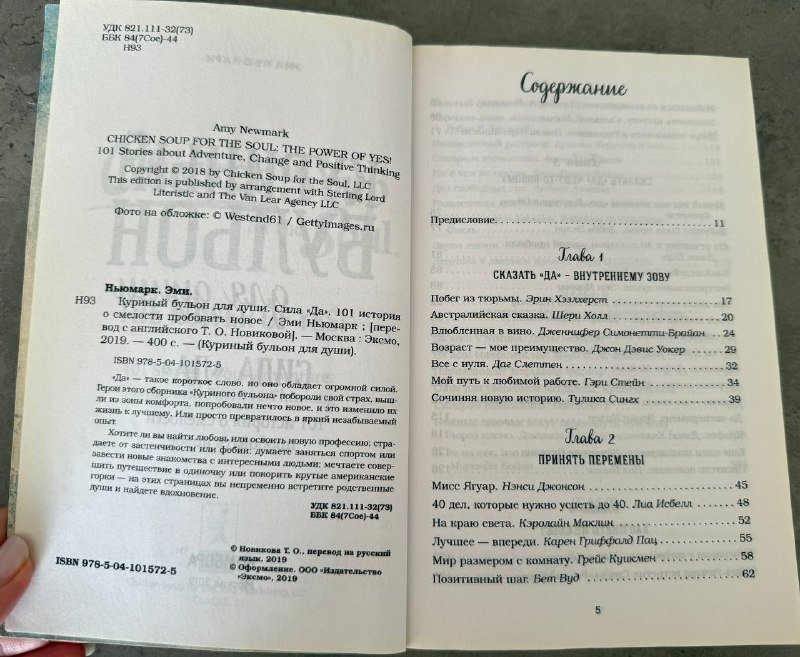 УДК 821.111-32(73)
ББК 84(7Сое)-44
Н93
Amy Newmark
CHICKEN SOUP FOR THE SOUL: THE POWER OF YES!
101 Stories about Adventure, Change and Positive Thinking
Copyright © 2018 by Chicken Soup for the Soul, LLC
This edition is published by arrangement with Sterling Lord
Literistic and The Van Lear Agency LLC
Фото на обложке: © Westend61 / GettyImages.ru
Ньюмарк, Эми.
Н93 Куриный бульон для души. Сила «Да». 101 история
о смелости пробовать новое / Эми Ньюмарк ; [пере-
вод с английского Т. О. Новиковой]. — Москва : Эксмо,
2019. — 400 с. — (Куриный бульон для души).
ISBN 978-5-04-101572-5
«Да» — такое короткое слово, но оно обладает огромной силой.
Герои этого сборника «Куриного бульона» побороли свой страх, выш-
ли из зоны комфорта, попробовали нечто новое, и это изменило их
жизнь к лучшему. Или просто превратилось в яркий незабываемый
опыт.
Хотите ли вы найти любовь или освоить новую профессию; стра-
даете от застенчивости или фобии; думаете заняться спортом или
завести новые знакомства с интересными людьми; мечтаете совер-
шить путешествие в одиночку или покорить крутые американские
горки — на этих страницах вы непременно встретите родственные
души и найдете вдохновение.
УДК 821.111-32(73)
ББК 84(7Сое)-44
© Новикова Т. О., перевод на русский
язык, 2019
© Оформление. ООО «Издательство
«Эксмо», 2019
ISBN 978-5-04-101572-5
Содержание
Предисловие. 11
Глава 1
СКАЗАТЬ «ДА» – ВНУТРЕННЕМУ ЗОВУ
Побег из тюрьмы. Эрин Хэзлхерст 17
Австралийская сказка. Шери Холл 20
Влюбленная в вино. Дженнифер Симонетти-Брайан 24
Возраст — мое преимущество. Джон Дэвис Уокер 29
Все с нуля. Даг Слеттен 32
Мой путь к любимой работе. Гэри Стейн 34
Сочиняя новую историю. Тулика Сингх 39
Глава 2
ПРИНЯТЬ ПЕРЕМЕНЫ
Мисс Ягуар. Нэнси Джонсон 45
40 дел, которые нужно успеть до 40. Лиа Исбелл 48
На краю света. Кэролайн Маклин 52
Лучшее — впереди. Карен Гриффалд Пац 55
Мир размером с комнату. Грейс Кушмен 58
Позитивный шаг. Бет Вуд 62
5